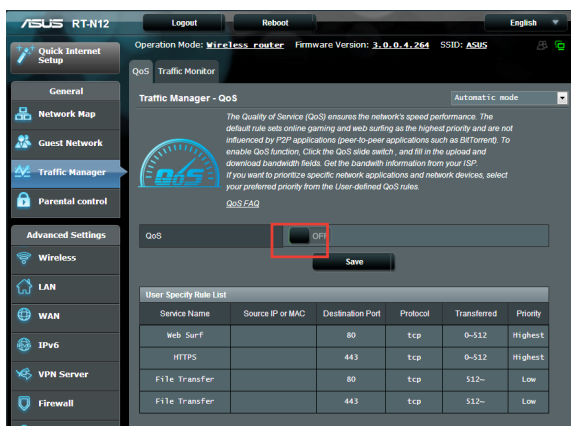 ASUS RT-N12 Logout Reboot English
Quick Internet Setup
Operation Mode: Wireless router Firmware Version: 3.0.0.4.264 SSID: ASUS
QoS Traffic Monitor
General
Network Map
Guest Network
Traffic Manager
Parental control
Advanced Settings
Wireless
LAN
WAN
IPv6
VPN Server
Firewall
Traffic Manager - QoS Automatic mode
QoS
The Quality of Service (QoS) ensures the network's speed performance. The
default rule sets online gaming and web surfing as the highest priority and are not
influenced by P2P applications (peer-to-peer applications such as BitTorrent). To
enable QoS function, Click the QoS slide switch , and fill in the upload and
download bandwidth fields. Get the bandwith information from your ISP.
If you want to prioritize specific network applications and network devices, select
your preferred priority from the User-defined QoS rules.
QoS FAQ
QoS OFF
Save
User Specify Rule List
Service Name Source IP or MAC Destination Port Protocol Transferred Priority
Web Surf 80 tcp 0~512 Highest
HTTPS 443 tcp 0~512 Highest
File Transfer 80 tcp 512~ Low
File Transfer 443 tcp 512~ Low